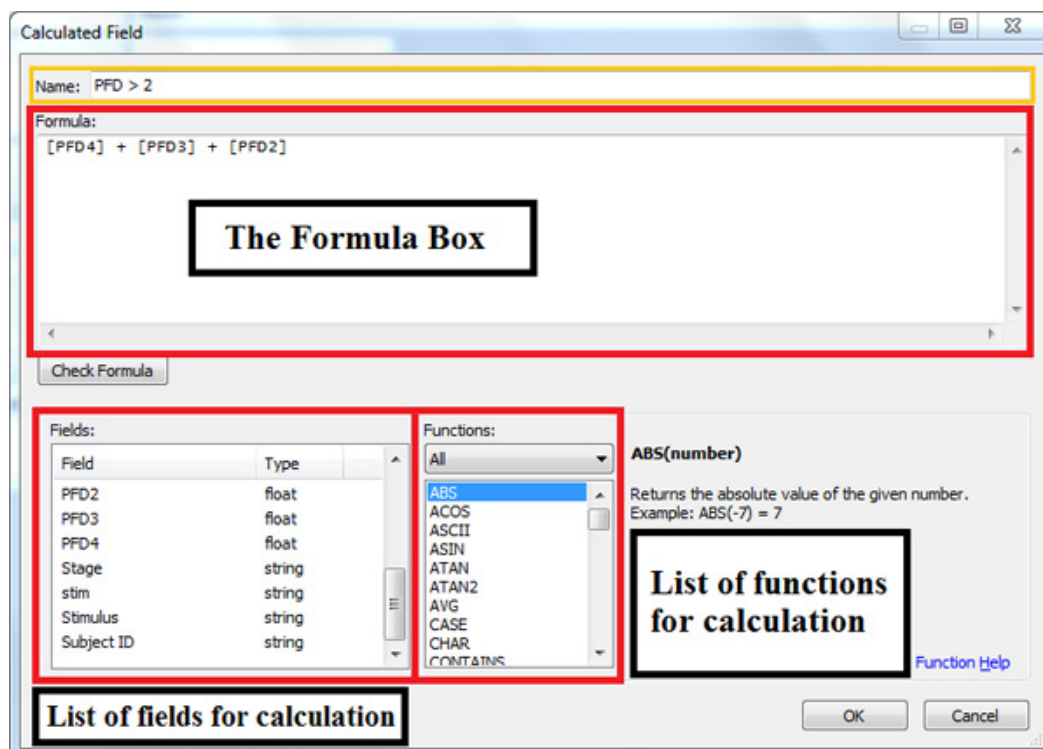 Calculated Field
Name: PFD > 2
Formula:
[PFD4] + [PFD3] + [PFD2]
The Formula Box
Check Formula
Fields:
Field Type
PFD2 float
PFD3 float
PFD4 float
Stage string
stim string
Stimulus string
Subject ID string
List of fields for calculation
Functions:
All
ABS
ACOS
ASCII
ASIN
ATAN
ATAN2
AVG
CASE
CHAR
CONTAINS
ABS(number)
Returns the absolute value of the given number.
Example: ABS(-7) = 7
List of functions
for calculation
Function Help
OK Cancel